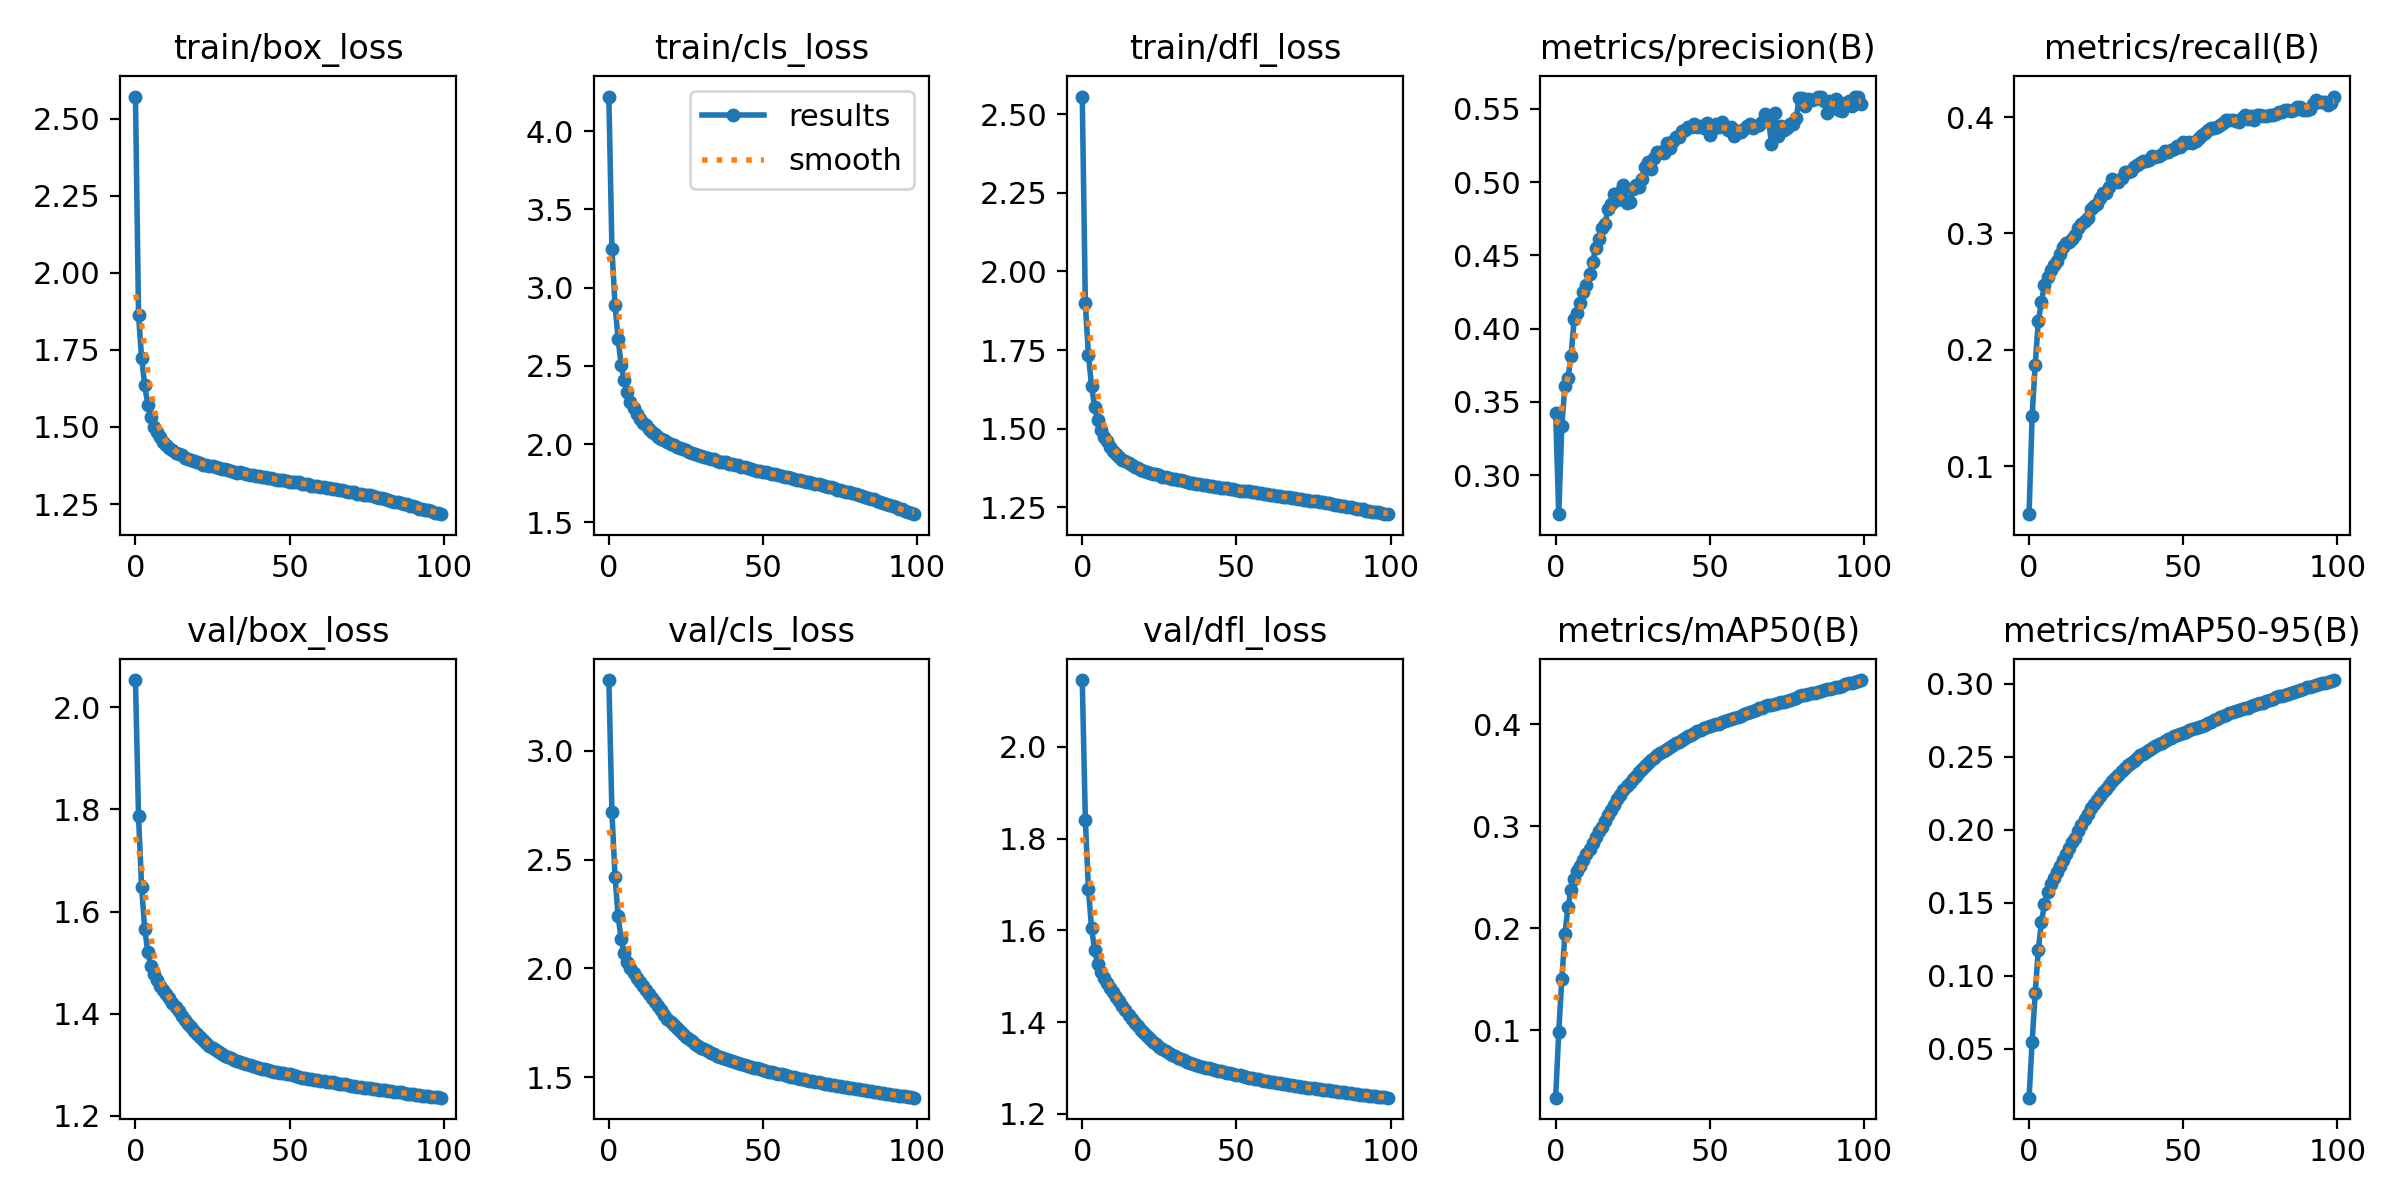 train/box_loss
2.50
2.25
2.00
1.75
1.50
1.25
0 50 100
train/cls_loss
results
smooth
4.0
3.5
3.0
2.5
2.0
1.5
0 50 100
train/dfl_loss
2.50
2.25
2.00
1.75
1.50
1.25
0 50 100
metrics/precision(B)
0.55
0.50
0.45
0.40
0.35
0.30
0 50 100
metrics/recall(B)
0.4
0.3
0.2
0.1
0 50 100
val/box_loss
2.0
1.8
1.6
1.4
1.2
0 50 100
val/cls_loss
3.0
2.5
2.0
1.5
0 50 100
val/dfl_loss
2.0
1.8
1.6
1.4
1.2
0 50 100
metrics/mAP50(B)
0.4
0.3
0.2
0.1
0 50 100
metrics/mAP50-95(B)
0.30
0.25
0.20
0.15
0.10
0.05
0 50 100